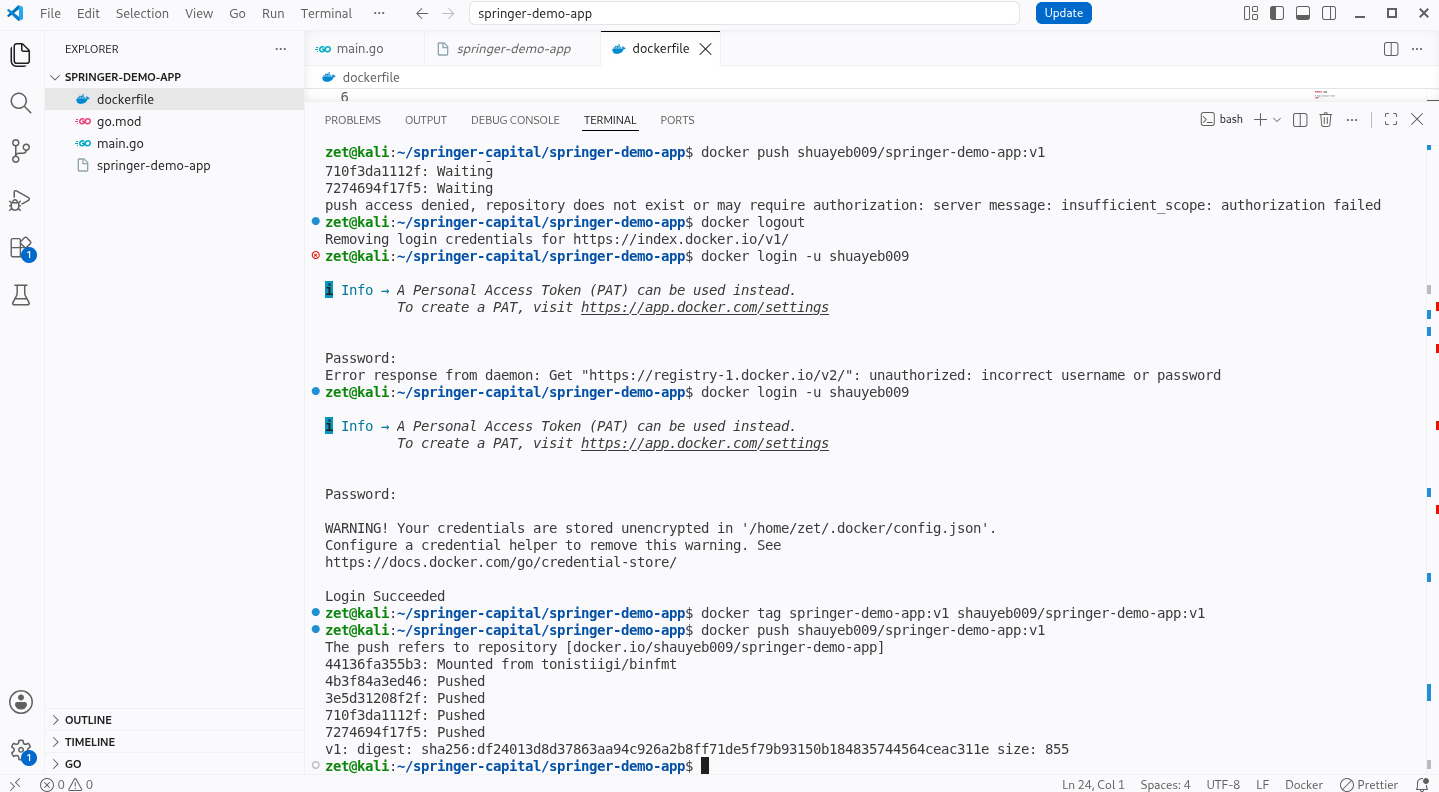 File Edit Selection View Go Run Terminal ··· springer-demo-app Update
EXPLORER ···
SPRINGER-DEMO-APP
dockerfile
go.mod
main.go
springer-demo-app
OUTLINE
TIMELINE
GO
main.go springer-demo-app dockerfile
dockerfile
6
PROBLEMS OUTPUT DEBUG CONSOLE TERMINAL PORTS bash
zet@kali:~/springer-capital/springer-demo-app$ docker push shuayeb009/springer-demo-app:v1
710f3da1112f: Waiting
7274694f17f5: Waiting
push access denied, repository does not exist or may require authorization: server message: insufficient_scope: authorization failed
zet@kali:~/springer-capital/springer-demo-app$ docker logout
Removing login credentials for https://index.docker.io/v1/
zet@kali:~/springer-capital/springer-demo-app$ docker login -u shuayeb009
i Info → A Personal Access Token (PAT) can be used instead.
To create a PAT, visit https://app.docker.com/settings
Password:
Error response from daemon: Get "https://registry-1.docker.io/v2/": unauthorized: incorrect username or password
zet@kali:~/springer-capital/springer-demo-app$ docker login -u shauyeb009
i Info → A Personal Access Token (PAT) can be used instead.
To create a PAT, visit https://app.docker.com/settings
Password:
WARNING! Your credentials are stored unencrypted in '/home/zet/.docker/config.json'.
Configure a credential helper to remove this warning. See
https://docs.docker.com/go/credential-store/
Login Succeeded
zet@kali:~/springer-capital/springer-demo-app$ docker tag springer-demo-app:v1 shauyeb009/springer-demo-app:v1
zet@kali:~/springer-capital/springer-demo-app$ docker push shauyeb009/springer-demo-app:v1
The push refers to repository [docker.io/shauyeb009/springer-demo-app]
44136fa355b3: Mounted from tonistiigi/binfmt
4b3f84a3ed46: Pushed
3e5d31208f2f: Pushed
710f3da1112f: Pushed
7274694f17f5: Pushed
v1: digest: sha256:df24013d8d37863aa94c926a2b8ff71de5f79b93150b184835744564ceac311e size: 855
zet@kali:~/springer-capital/springer-demo-app$
1
1
0 0 Ln 24, Col 1 Spaces: 4 UTF-8 LF Docker Prettier